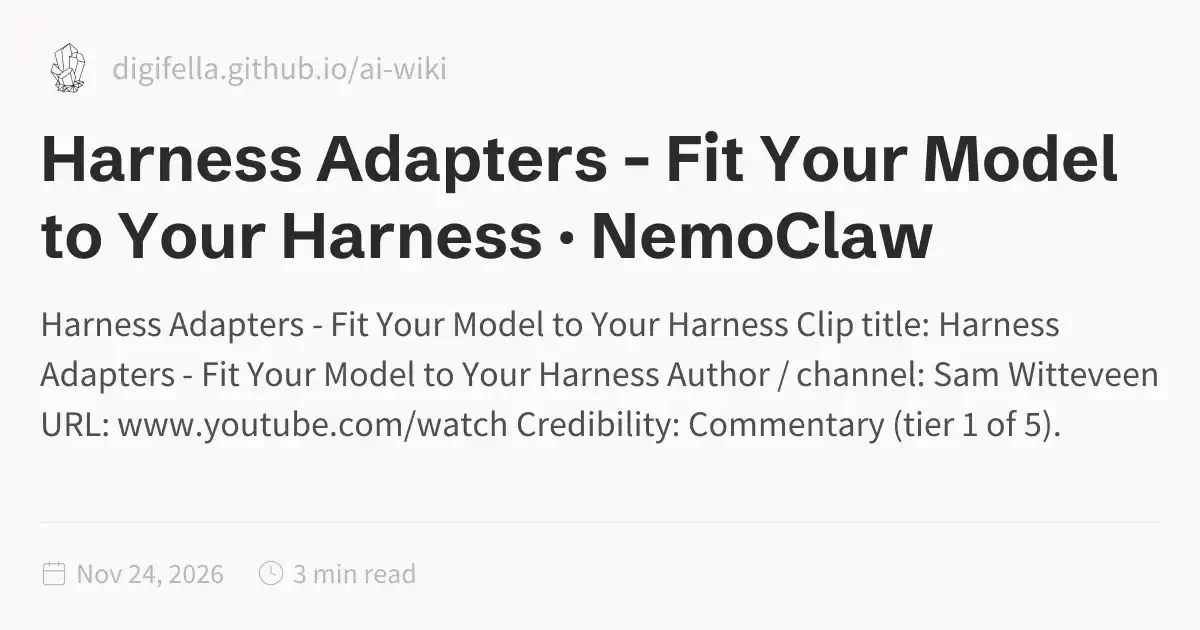 digifella.github.io/ai-wiki
Harness Adapters - Fit Your Model
to Your Harness · NemoClaw
Harness Adapters - Fit Your Model to Your Harness Clip title: Harness
Adapters - Fit Your Model to Your Harness Author / channel: Sam Witteveen
URL: www.youtube.com/watch Credibility: Commentary (tier 1 of 5).
Nov 24, 2026
3 min read